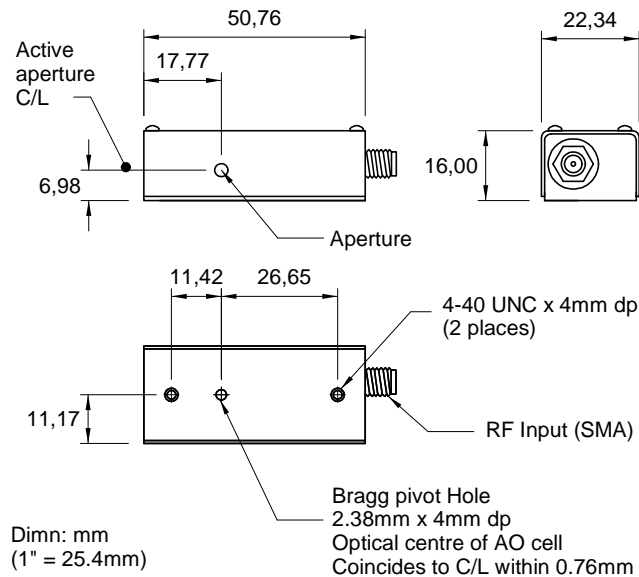 50,76
22,34
Active
aperture
C/L
17,77
6,98
16,00
Aperture
11,42
26,65
4-40 UNC x 4mm dp
(2 places)
11,17
RF Input (SMA)
Bragg pivot Hole
2.38mm x 4mm dp
Optical centre of AO cell
Coincides to C/L within 0.76mm
Dimn: mm
(1" = 25.4mm)